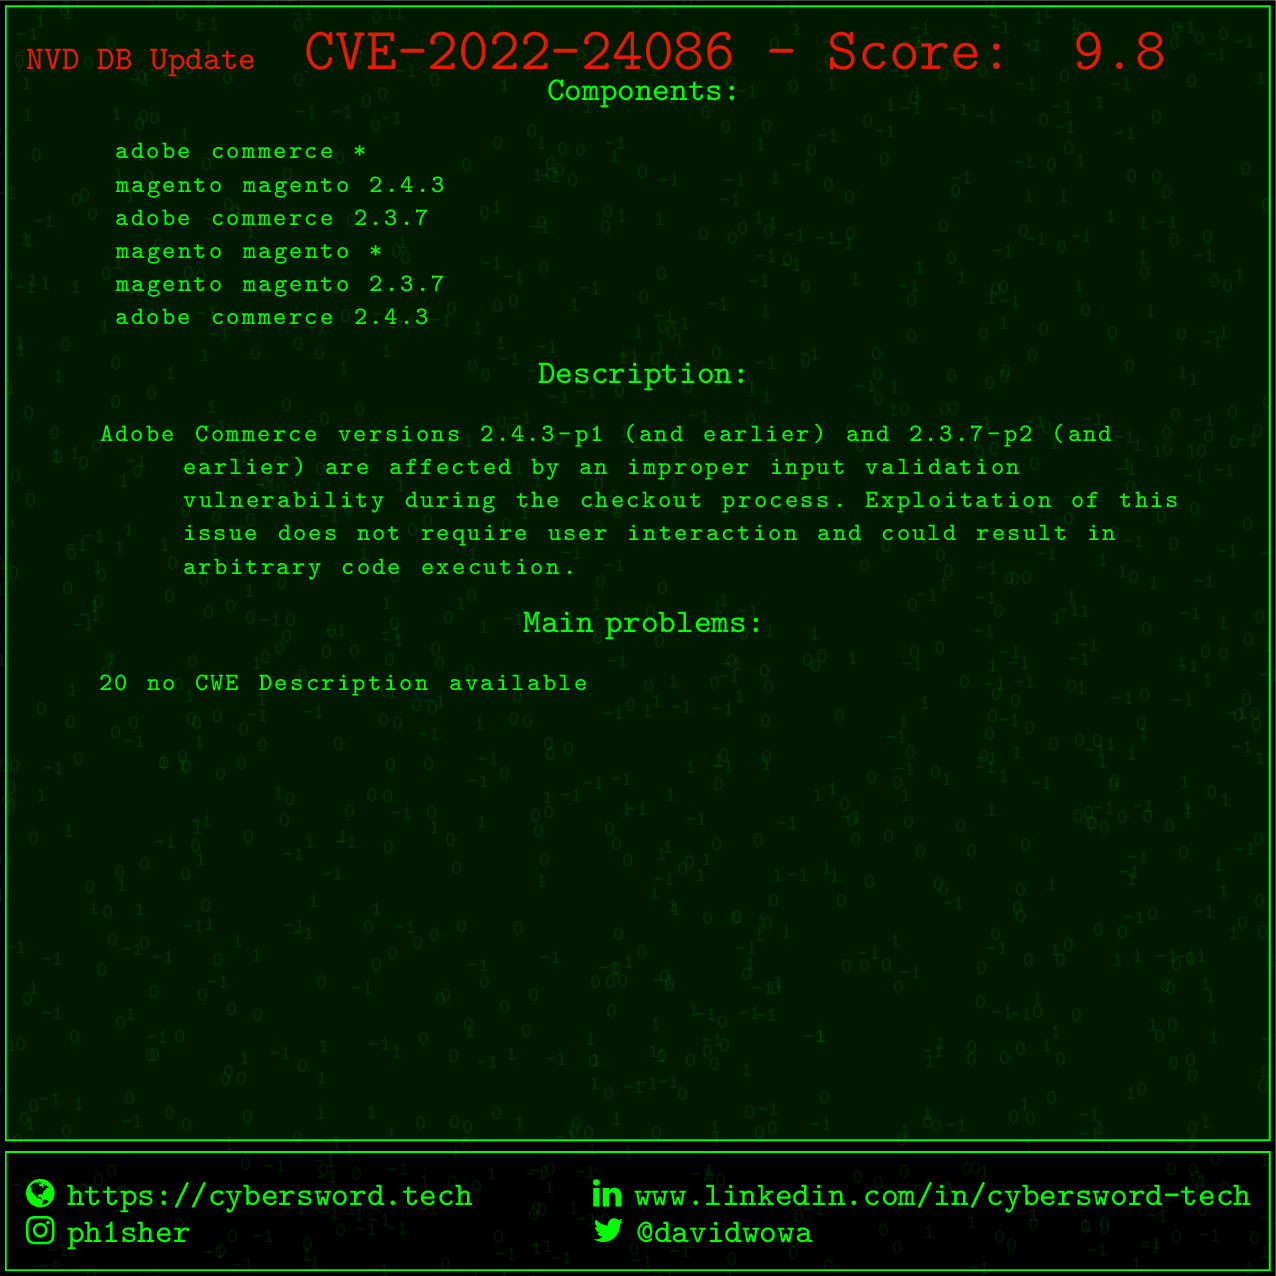 NVD DB Update CVE-2022-24086 - Score: 9.8
Components:
adobe commerce *
magento magento 2.4.3
adobe commerce 2.3.7
magento magento *
magento magento 2.3.7
adobe commerce 2.4.3
Description:
Adobe Commerce versions 2.4.3-p1 (and earlier) and 2.3.7-p2 (and
earlier) are affected by an improper input validation
vulnerability during the checkout process. Exploitation of this
issue does not require user interaction and could result in
arbitrary code execution.
Main problems:
20 no CWE Description available
https://cybersword.tech
www.linkedin.com/in/cybersword-tech
ph1sher
@davidwowa